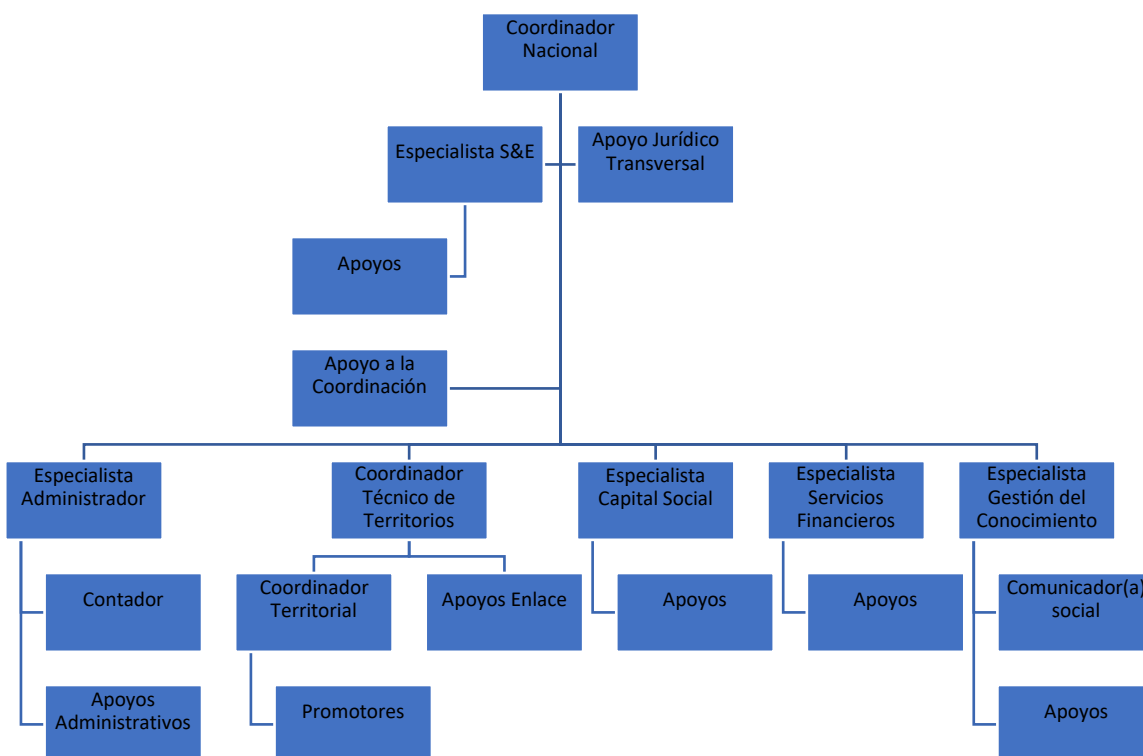 Coordinador
Nacional
Especialista S&E
Apoyo Jurídico
Transversal
Apoyos
Apoyo a la
Coordinación
Especialista
Administrador
Coordinador
Técnico de
Territorios
Especialista
Capital Social
Especialista
Servicios
Financieros
Especialista
Gestión del
Conocimiento
Contador
Coordinador
Territorial
Apoyos Enlace
Apoyos
Apoyos
Comunicador(a)
social
Apoyos
Administrativos
Promotores
Apoyos